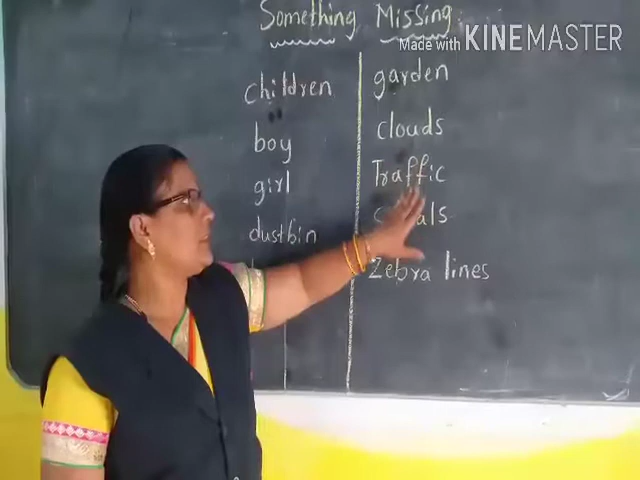 Something Missing:
Made with KINEMASTER
children
boy
girl
dustbin
garden
clouds
Traffic
Zebra lines